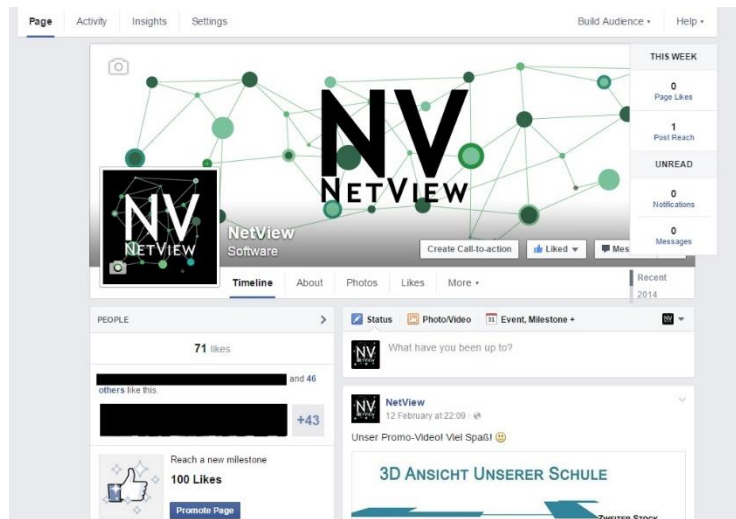 Page Activity Insights Settings Build Audience Help
THIS WEEK
0
Page Likes
1
Post Reach
UNREAD
0
Notifications
0
Messages
NV
NETVIEW
NV
NETVIEW
NetView
Software
Create Call-to-action Liked Mes
Timeline About Photos Likes More
Recent
2014
PEOPLE
71 likes
and 46
others like this.
+43
Reach a new milestone
100 Likes
Promote Page
Status Photo/Video 31 Event, Milestone +
NV
What have you been up to?
NV
NetView
12 February at 22:09
Unser Promo-Video! Viel Spaß!
3D ANSICHT UNSERER SCHULE
ZWEITER STOCK